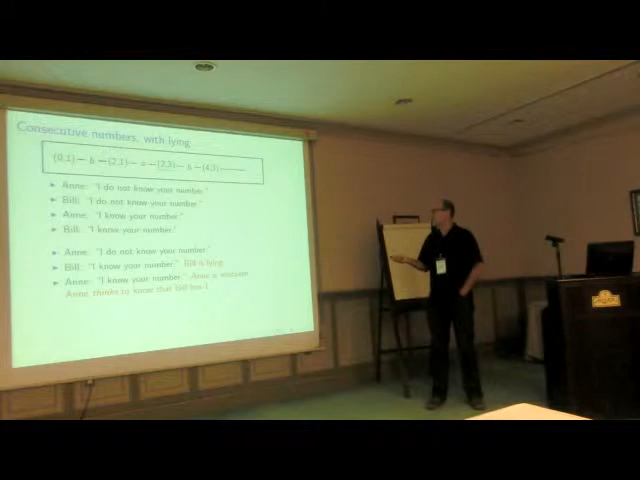 Consecutive numbers, with lying:
(0,1)— b —(2,1)— a —(2,3)— b —(4,3)———
▸ Anne: "I do not know your number."
▸ Bill: "I do not know your number."
▸ Anne: "I know your number."
▸ Bill: "I know your number."
▸ Anne: "I do not know your number."
▸ Bill: "I know your number." Bill is lying
▸ Anne: "I know your number." Anne is mistaken
Anne thinks to know that Bill has 1